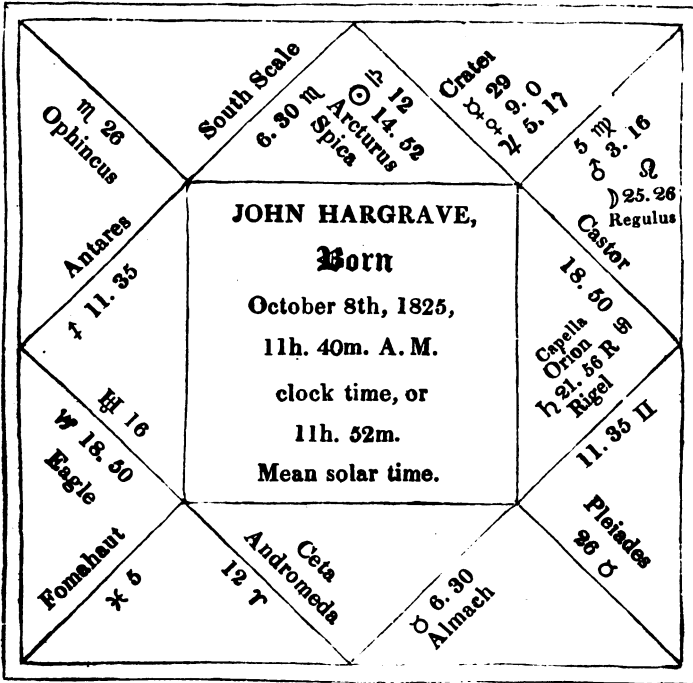 South Scale
6. 30 ♏
♎ 12
☉ 14. 52
Arcturus
Spica
29
9. 0
♃ 5. 17
5 ♍
♂ 3. 16
♌
☽ 25. 26
Regulus
♏ 26
Ophincus
Antares
♐ 11. 35
JOHN HARGRAVE,
Born
October 8th, 1825,
11h. 40m. A. M.
clock time, or
11h. 52m.
Mean solar time.
Castor
18. 50
Capella
Orion
♄ 21. 56 R ♋
Rigel
11. 35 II
♅ 16
♑ 18. 50
Eagle
Fomahaut
♓ 5
Ceta
Andromeda
12 ♈
♉ 6. 30
Almach
Pleiades
26 ♉